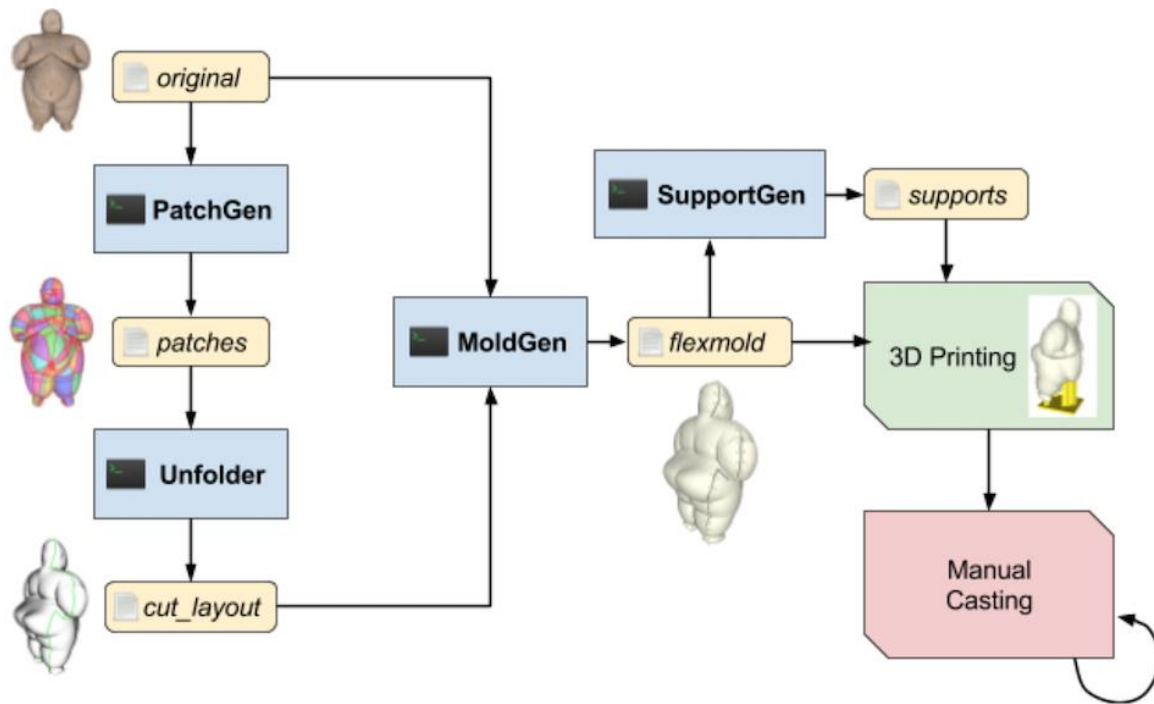 original
PatchGen
patches
Unfolder
cut_layout
MoldGen
flexmold
SupportGen
supports
3D Printing
Manual
Casting